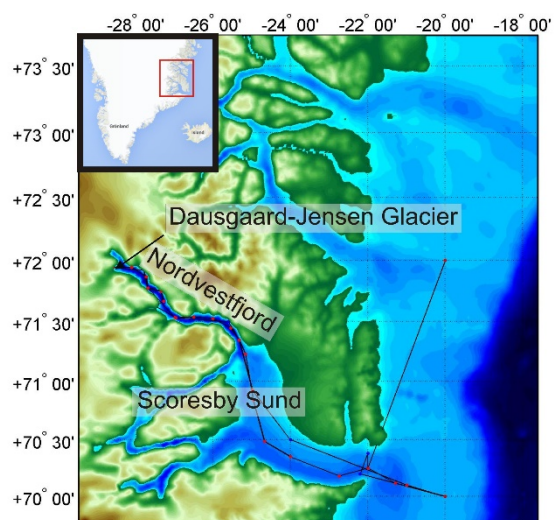 -28° 00' -26° 00' -24° 00' -22° 00' -20° 00' -18° 00'
+73° 30'
Grönland
+73° 00'
+72° 30'
Dausgaard-Jensen Glacier
+72° 00'
Nordvestfjord
+71° 30'
+71° 00'
Scoresby Sund
+70° 30'
+70° 00'